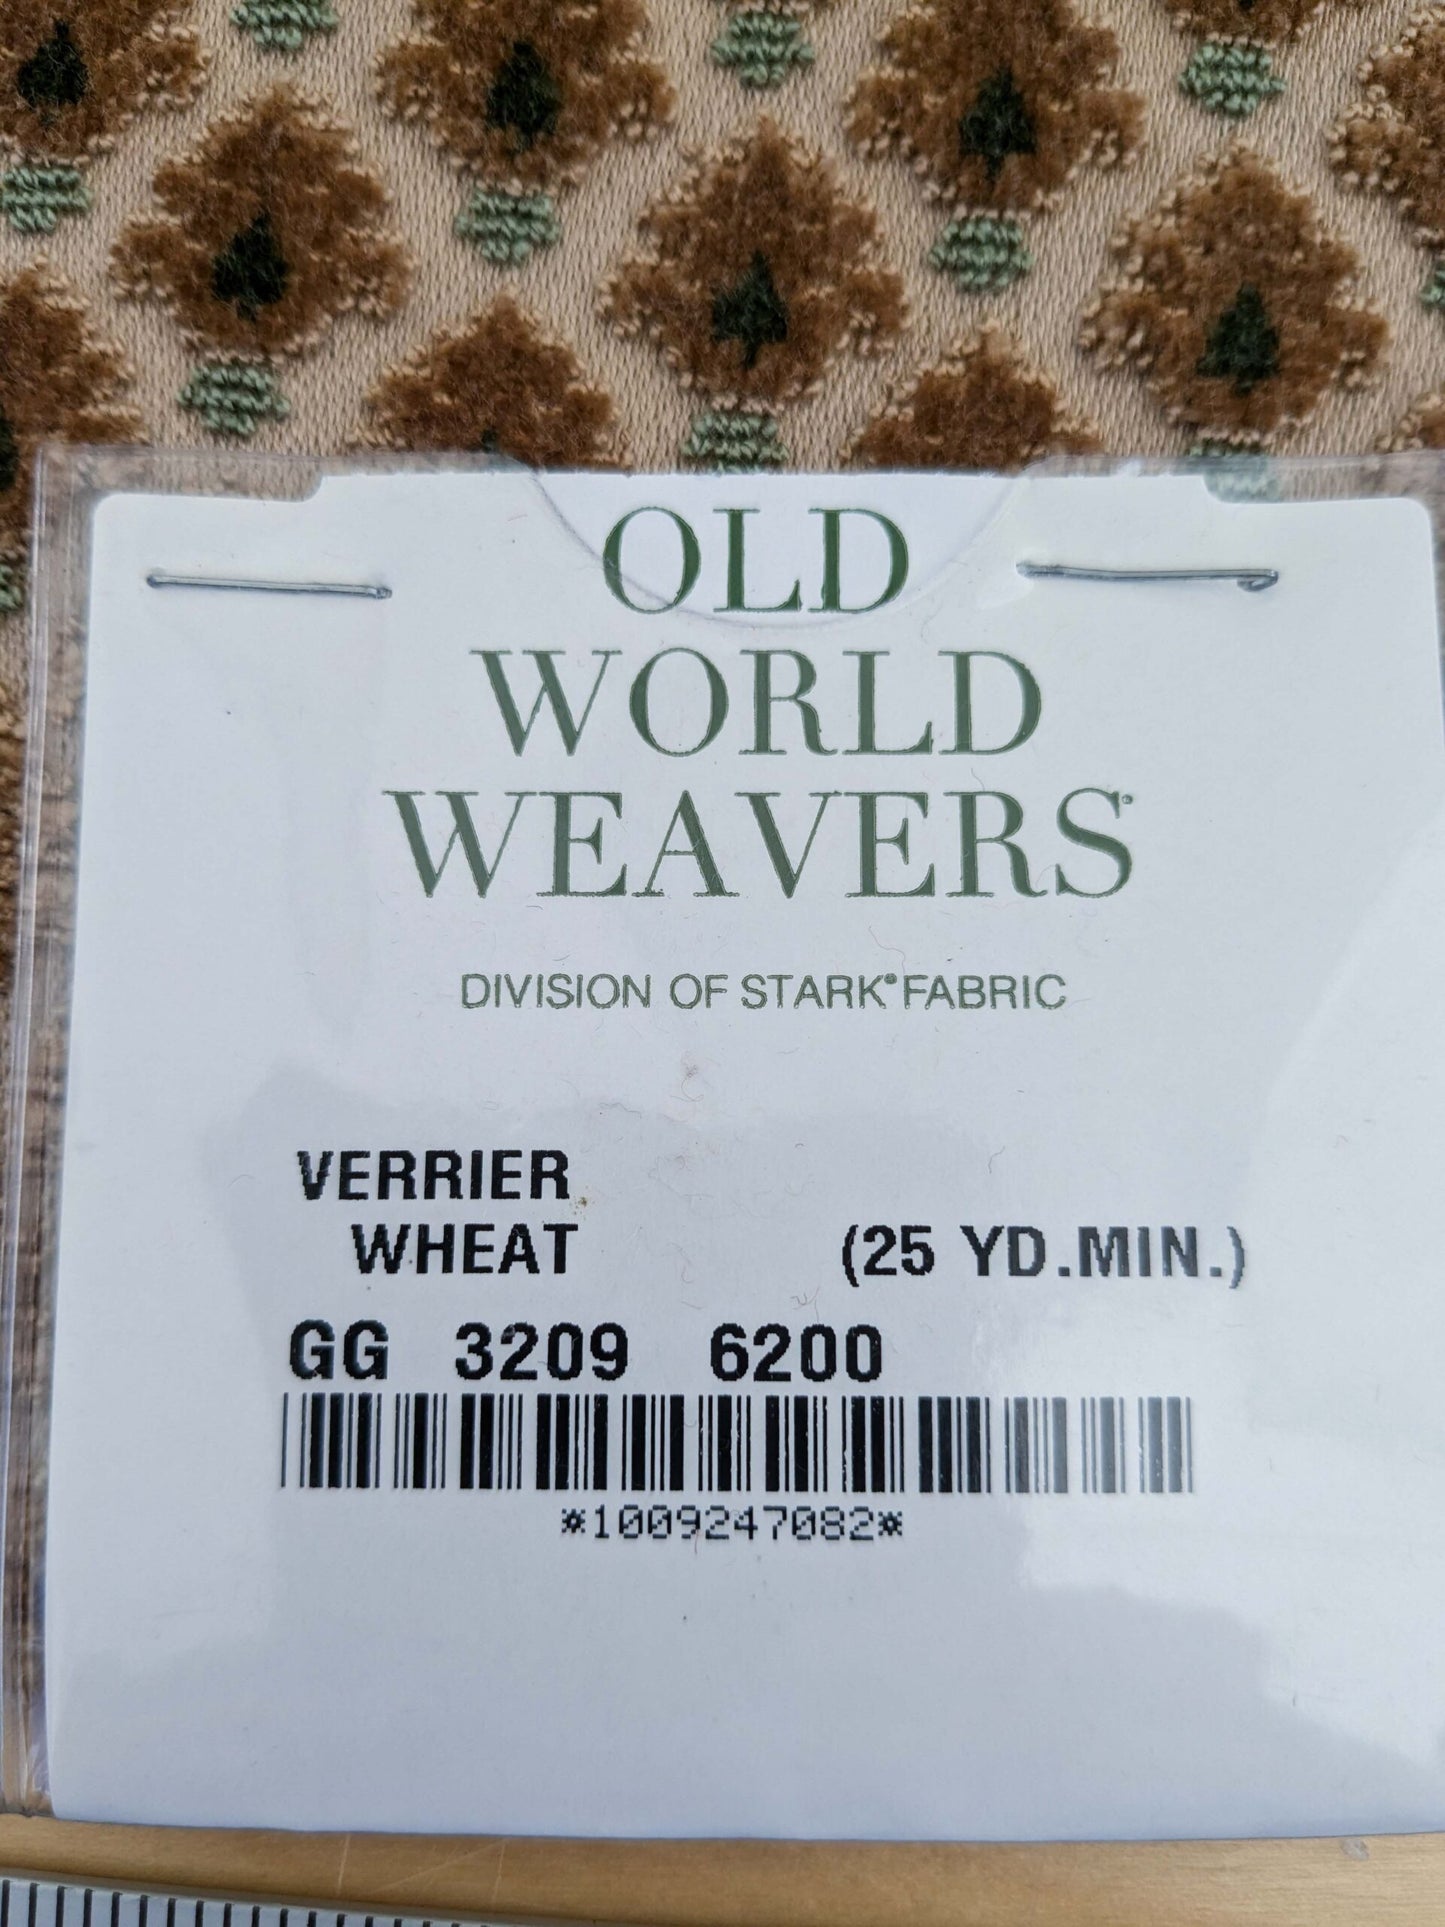 OLD
WORLD
WEAVERS®
DIVISION OF STARK® FABRIC
VERRIER
WHEAT (25 YD.MIN.)
GG 3209 6200
*1009247082*